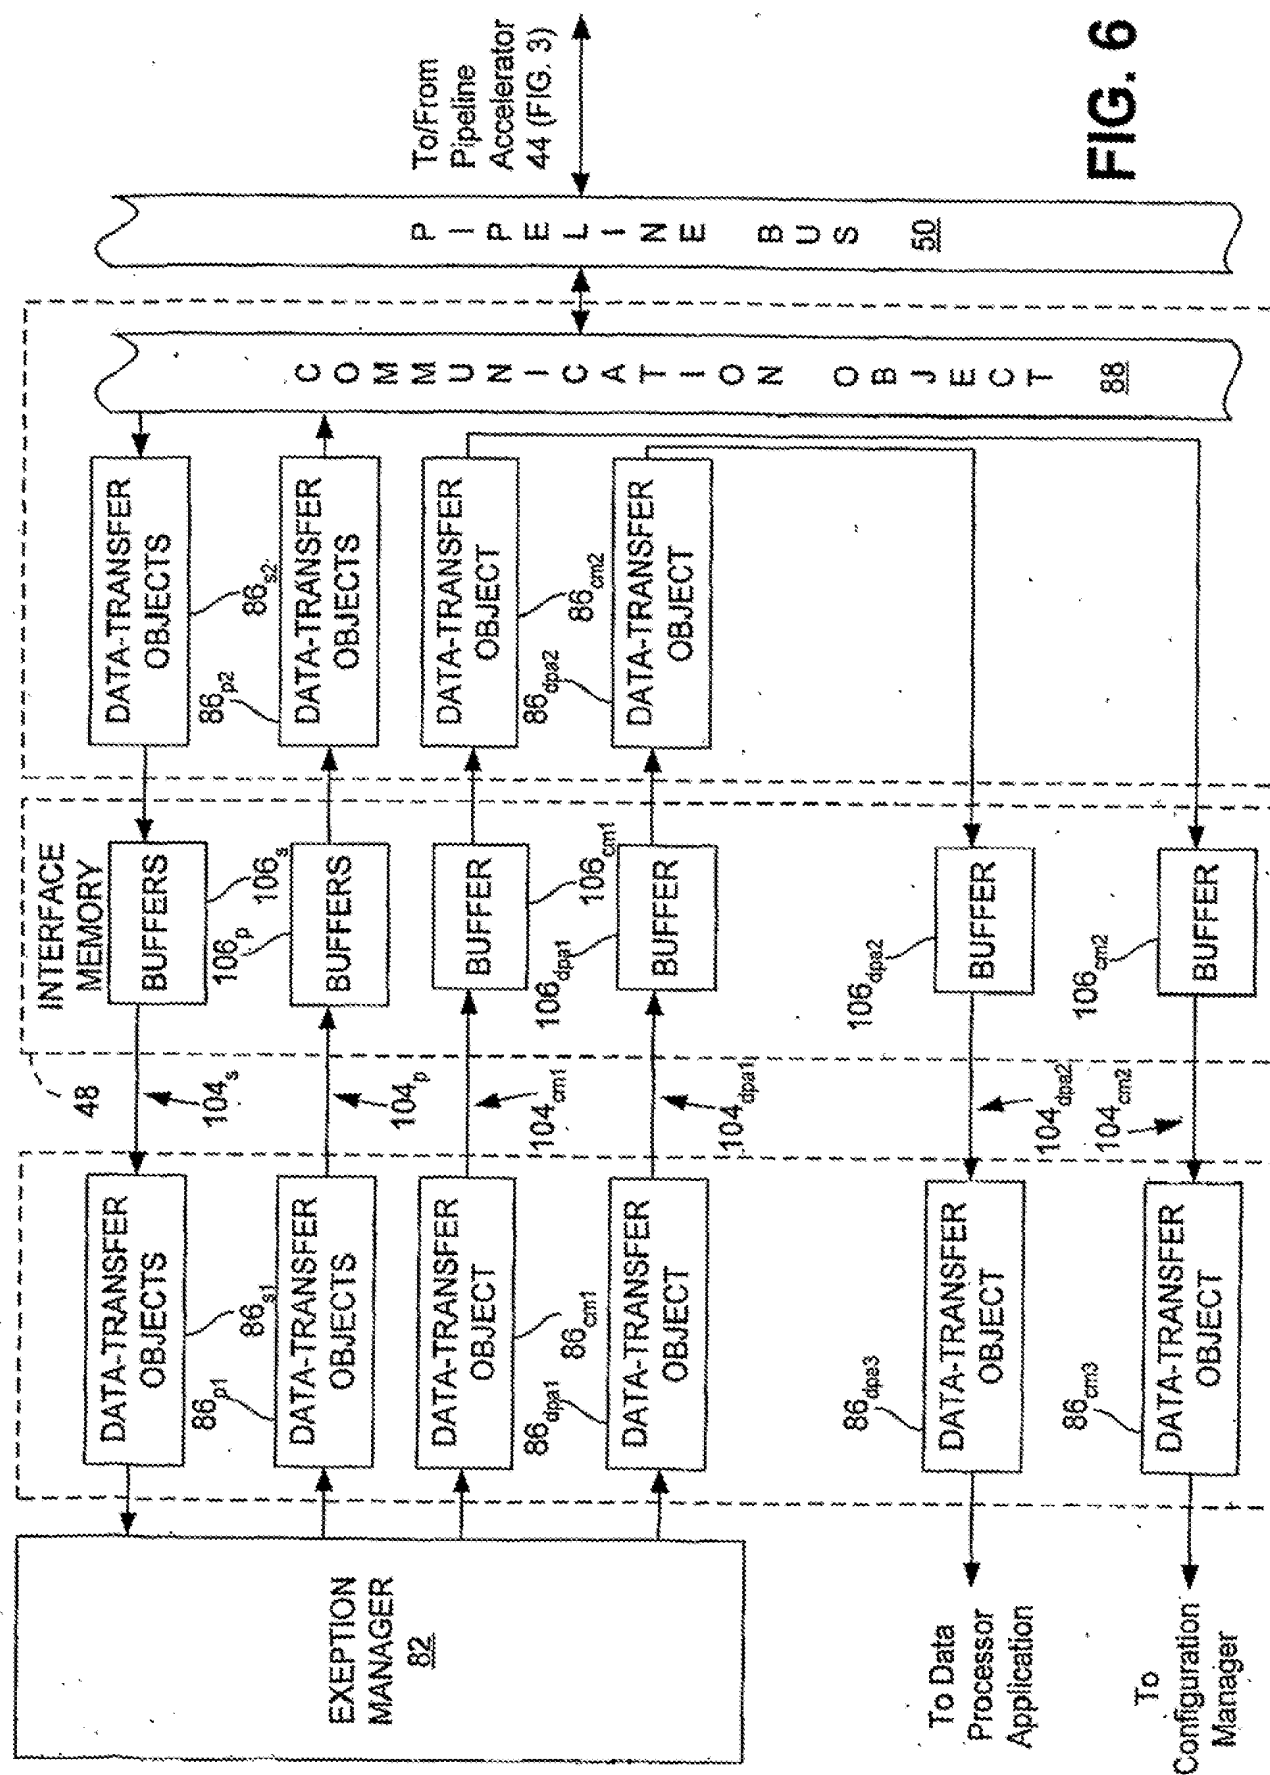 EXEPTION
MANAGER
82
DATA-TRANSFER
OBJECTS
86s1
86p1
DATA-TRANSFER
OBJECTS
DATA-TRANSFER
OBJECT
86cm1
86dpa1
DATA-TRANSFER
OBJECT
86dpa3
DATA-TRANSFER
OBJECT
86cm3
DATA-TRANSFER
OBJECT
To Data
Processor
Application
To
Configuration
Manager
48
104s
104p
104cm1
104dpa1
104dpa2
104cm2
INTERFACE
MEMORY
BUFFERS
106s
106p
BUFFERS
BUFFER
106cm1
106dpa1
BUFFER
106dpa2
BUFFER
106cm2
BUFFER
DATA-TRANSFER
OBJECTS
86s2
86p2
DATA-TRANSFER
OBJECTS
DATA-TRANSFER
OBJECT
86cm2
86dpa2
DATA-TRANSFER
OBJECT
COMMUNICATION OBJECT
88
PIPELINE BUS
50
To/From
Pipeline
Accelerator
44 (FIG. 3)
FIG. 6